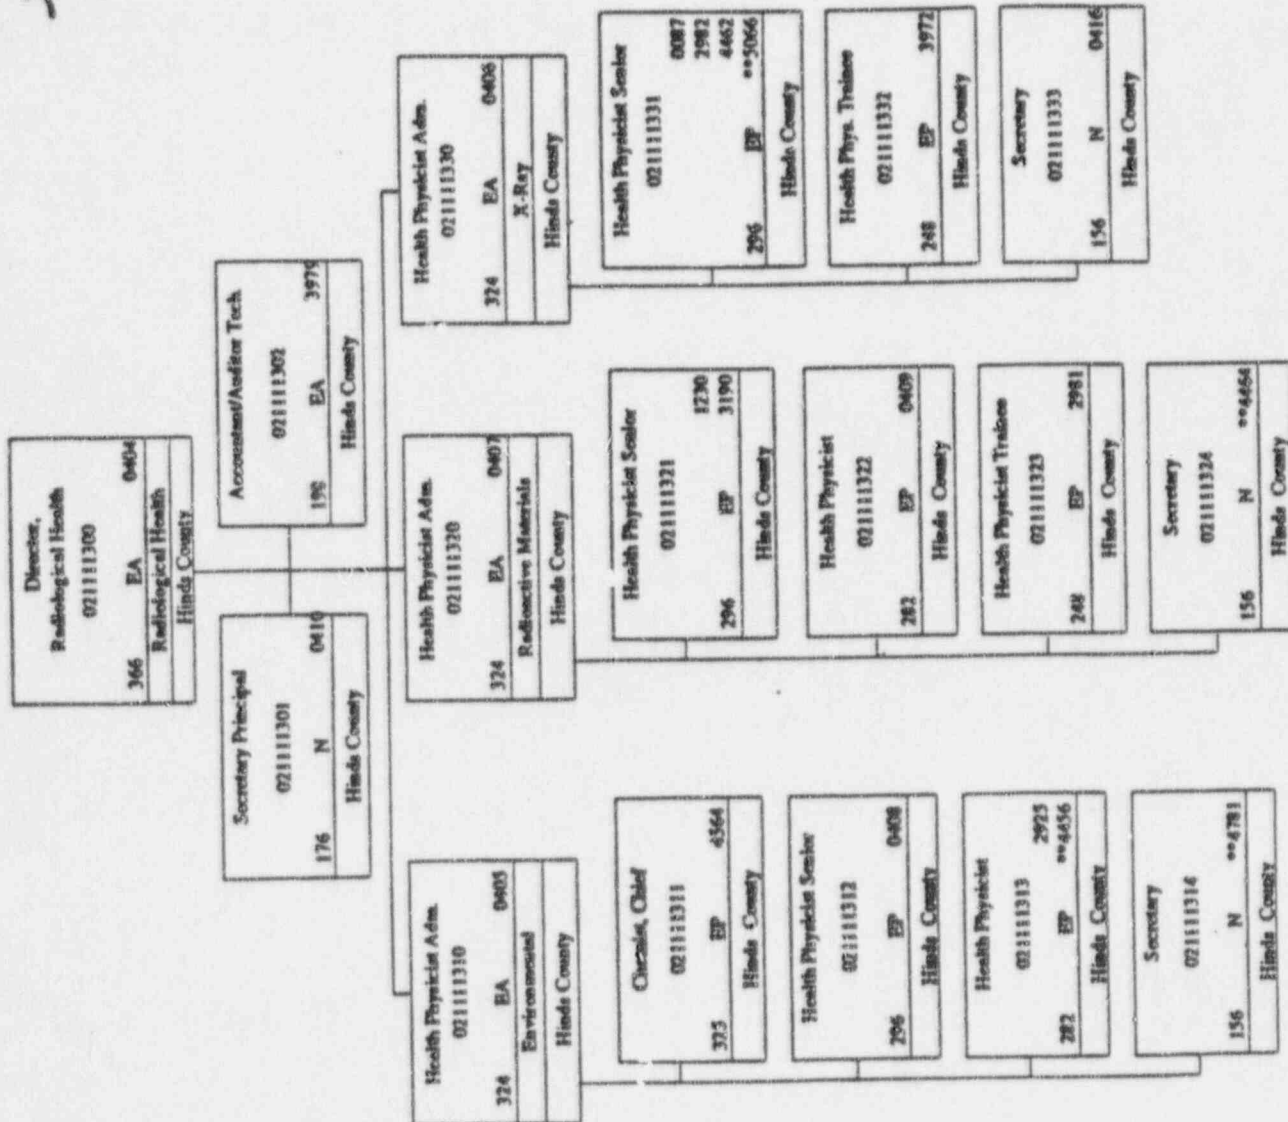 Director,
Radiological Health
021111300
366 EA 0404
Radiological Health
Hinds County
Secretary Principal
021111301
176 N 0410
Hinds County
Accountant/Auditor Tech.
021111302
198 EA 3979
Hinds County
Health Physicist Adm.
021111310
324 EA 0405
Environmental
Hinds County
Health Physicist Adm.
021111320
324 EA 0407
Radioactive Materials
Hinds County
Health Physicist Adm.
021111330
324 EA 0406
X-Ray
Hinds County
Chemist, Chief
021111311
325 EP 4564
Hinds County
Health Physicist Senior
021111312
296 EP 0408
Hinds County
Health Physicist
021111313
2925
282 EP **4456
Hinds County
Secretary
021111314
156 N **4781
Hinds County
Health Physicist Senior
021111321
1230
296 EP 3190
Hinds County
Health Physicist
021111322
282 EP 0409
Hinds County
Health Physicist Trainee
021111323
248 EP 2981
Hinds County
Secretary
021111324
156 N **4464
Hinds County
Health Physicist Senior
021111331
0087
2982
4462
296 EP **5066
Hinds County
Health Phys. Trainee
021111332
248 EP 3972
Hinds County
Secretary
021111333
156 N 0416
Hinds County